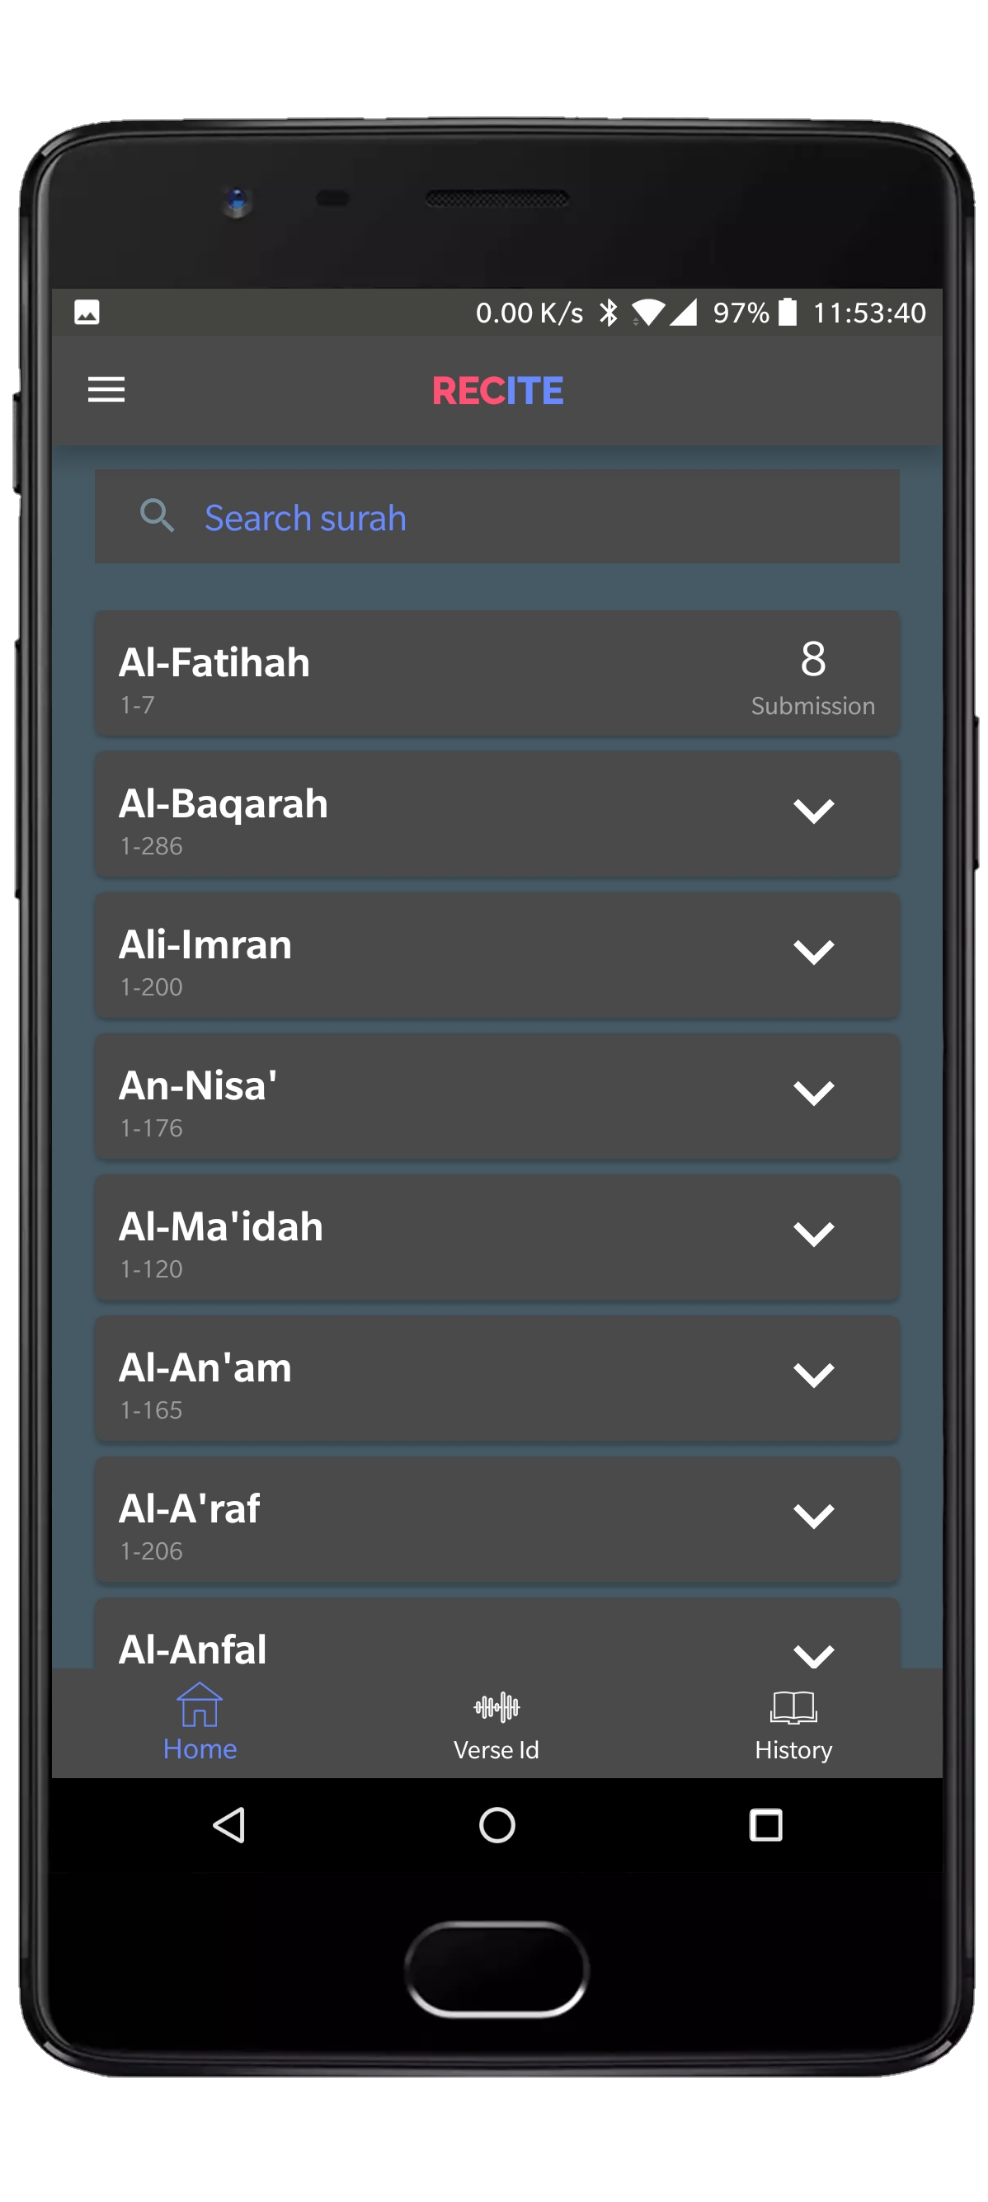 0.00 K/s 97% 11:53:40
RECITE
Search surah
Al-Fatihah
1-7
8
Submission
Al-Baqarah
1-286
Ali-Imran
1-200
An-Nisa'
1-176
Al-Ma'idah
1-120
Al-An'am
1-165
Al-A'raf
1-206
Al-Anfal
Home Verse Id History